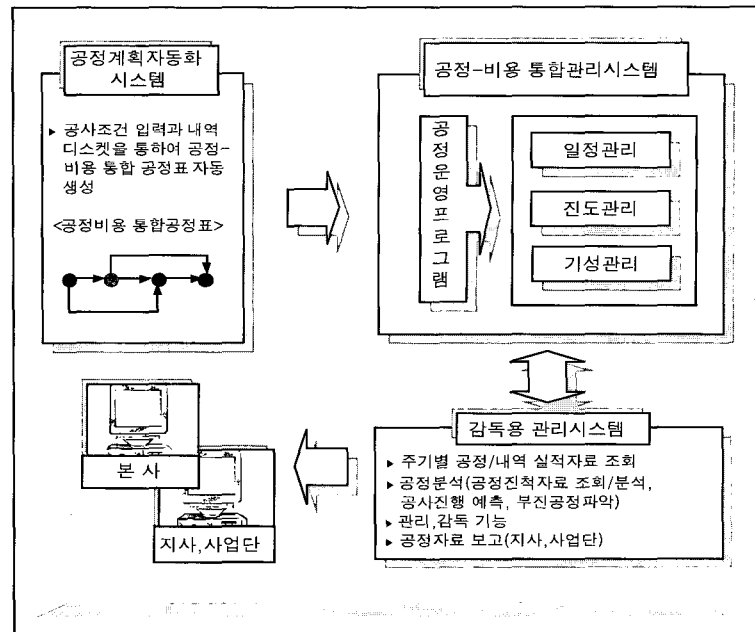 공정계획자동화
시스템
▶ 공사조건 입력과 내역
디스켓을 통하여 공정-
비용 통합 공정표 자동
생성
<공정비용 통합공정표>
공정-비용 통합관리시스템
공정운영프로그램
일정관리
진도관리
기성관리
감독용 관리시스템
▶ 주기별 공정/내역 실적자료 조회
▶ 공정분석(공정진척자료 조회/분석,
공사진행 예측, 부진공정파악)
▶ 관리,감독 기능
▶ 공정자료 보고(지사,사업단)
본 사
지사,사업단